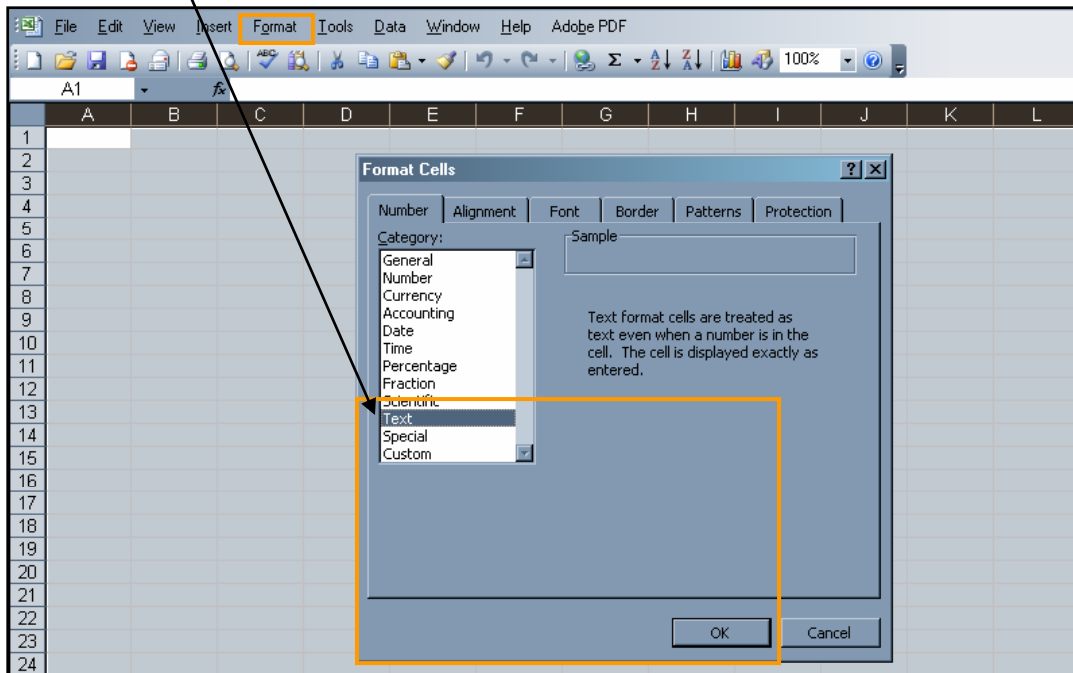 File Edit View Insert Format Tools Data Window Help Adobe PDF
ABC Σ A Z Z A 100% ?
A1 fx
A B C D E F G H I J K L
1
2
Format Cells ? X
3
4
Number Alignment Font Border Patterns Protection
5
Category: Sample
6
General
7
Number
8
Currency
9
Accounting Text format cells are treated as
Date text even when a number is in the
10
Time cell. The cell is displayed exactly as
11
Percentage entered.
12
Fraction
Scientific
13
Text
14
Special
15
Custom
16
17
18
19
20
21
22
23
OK Cancel
24